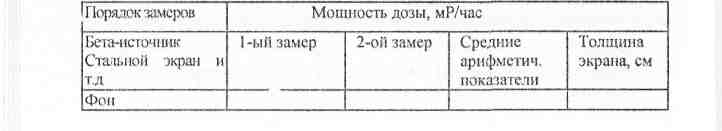 Порядок замеров Мощность дозы, мР/час
Бета-источник 1-ый замер 2-ой замер Средние Толщина
Стальной экран и арифметич. экрана, см
т.д показатели
Фон